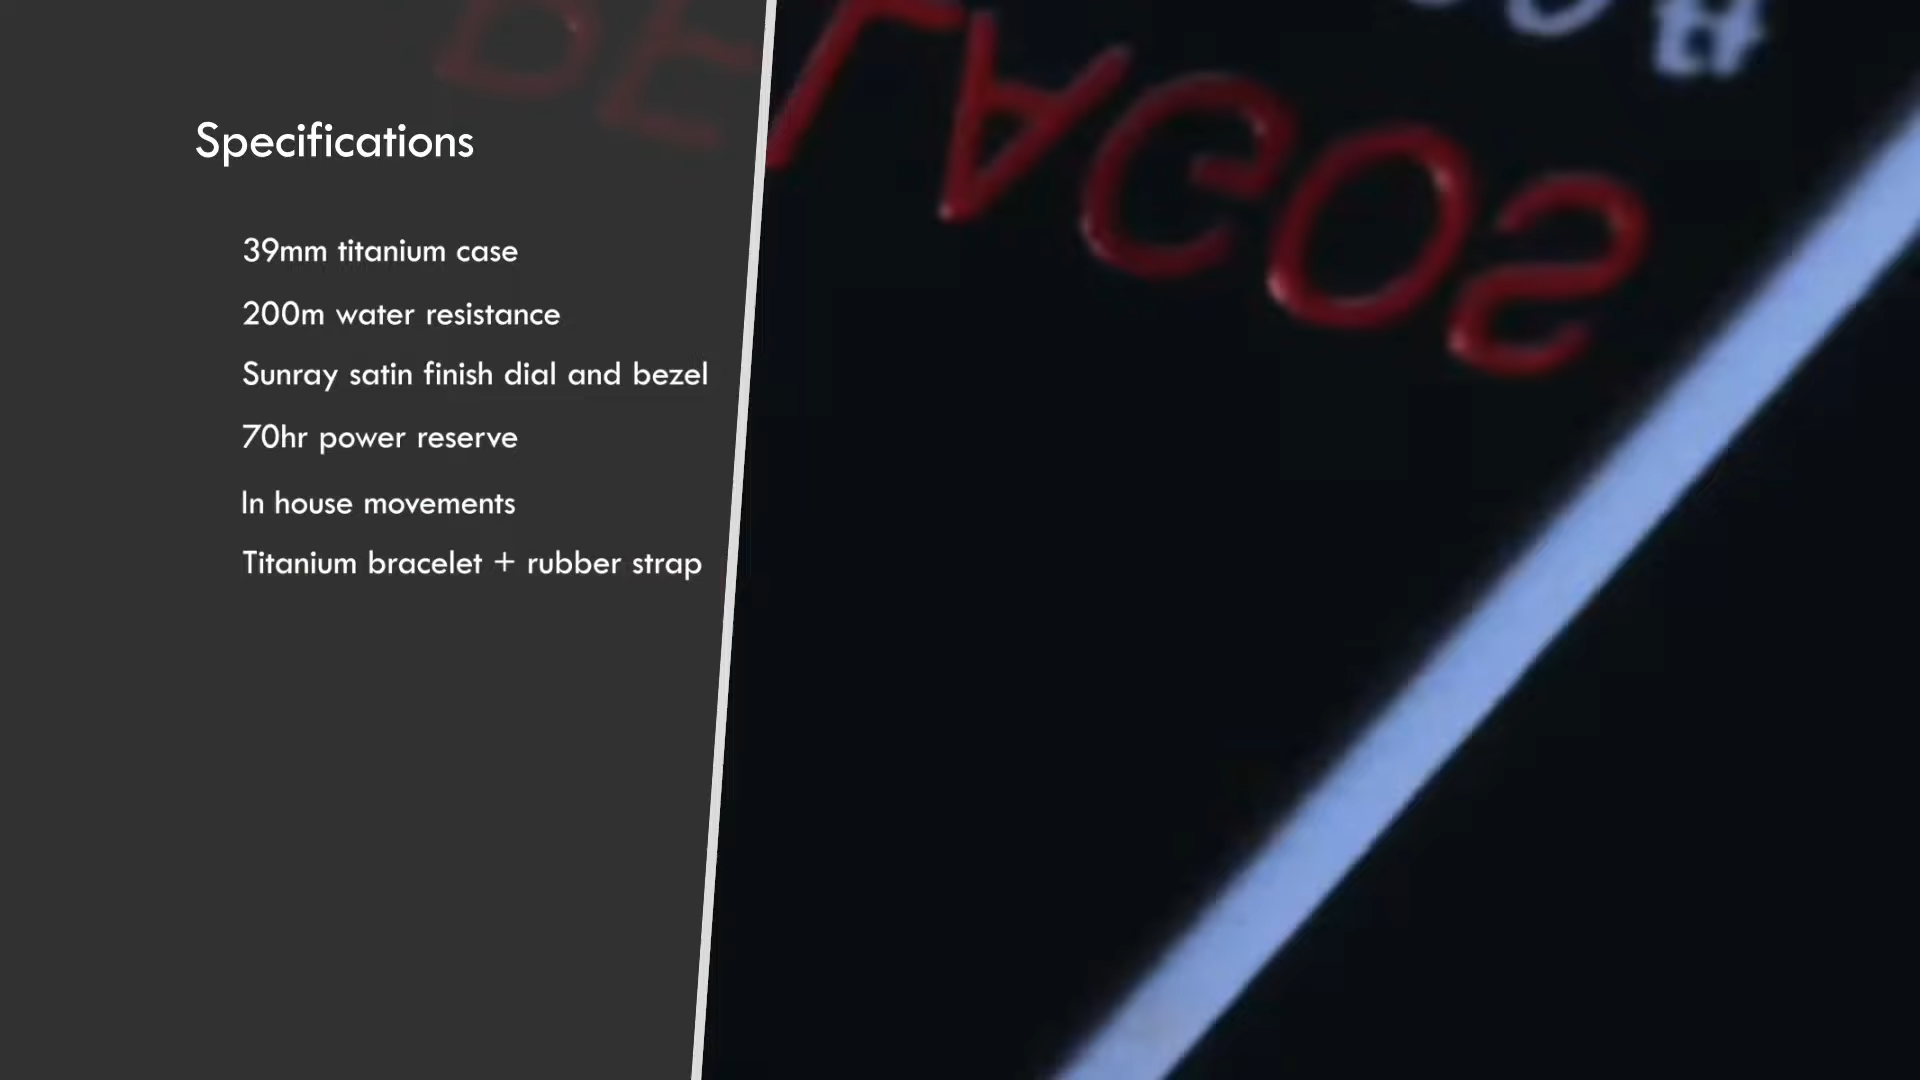 Specifications
39mm titanium case
200m water resistance
Sunray satin finish dial and bezel
70hr power reserve
In house movements
Titanium bracelet + rubber strap
PELAGOS